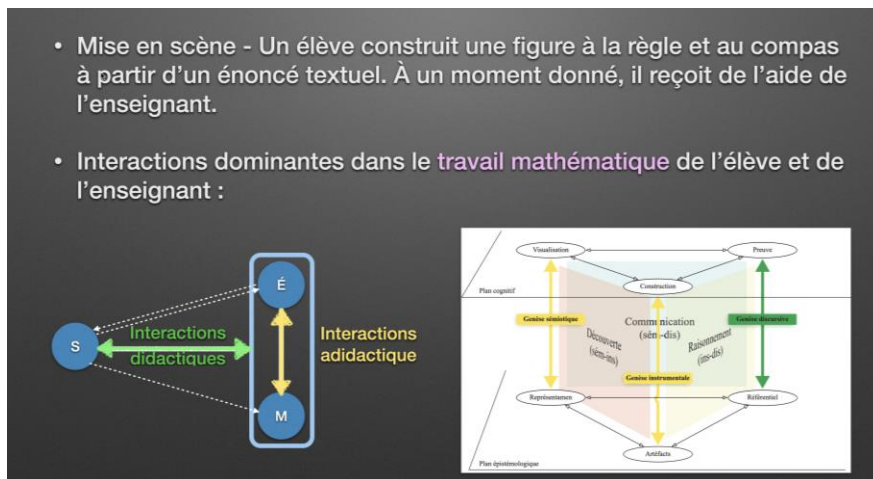 • Mise en scène - Un élève construit une figure à la règle et au compas
à partir d'un énoncé textuel. À un moment donné, il reçoit de l'aide de
l'enseignant.
• Interactions dominantes dans le travail mathématique de l'élève et de
l'enseignant :
S
É
M
Interactions
didactiques
Interactions
adidactique
Visualisation
Preuve
Construction
Plan cognitif
Genèse sémiotique
Communication
(sém-dis)
Genèse discursive
Découverte
(sém-ins)
Raisonnement
(ins-dis)
Genèse instrumentale
Représentamen
Référentiel
Artéfacts
Plan épistémologique